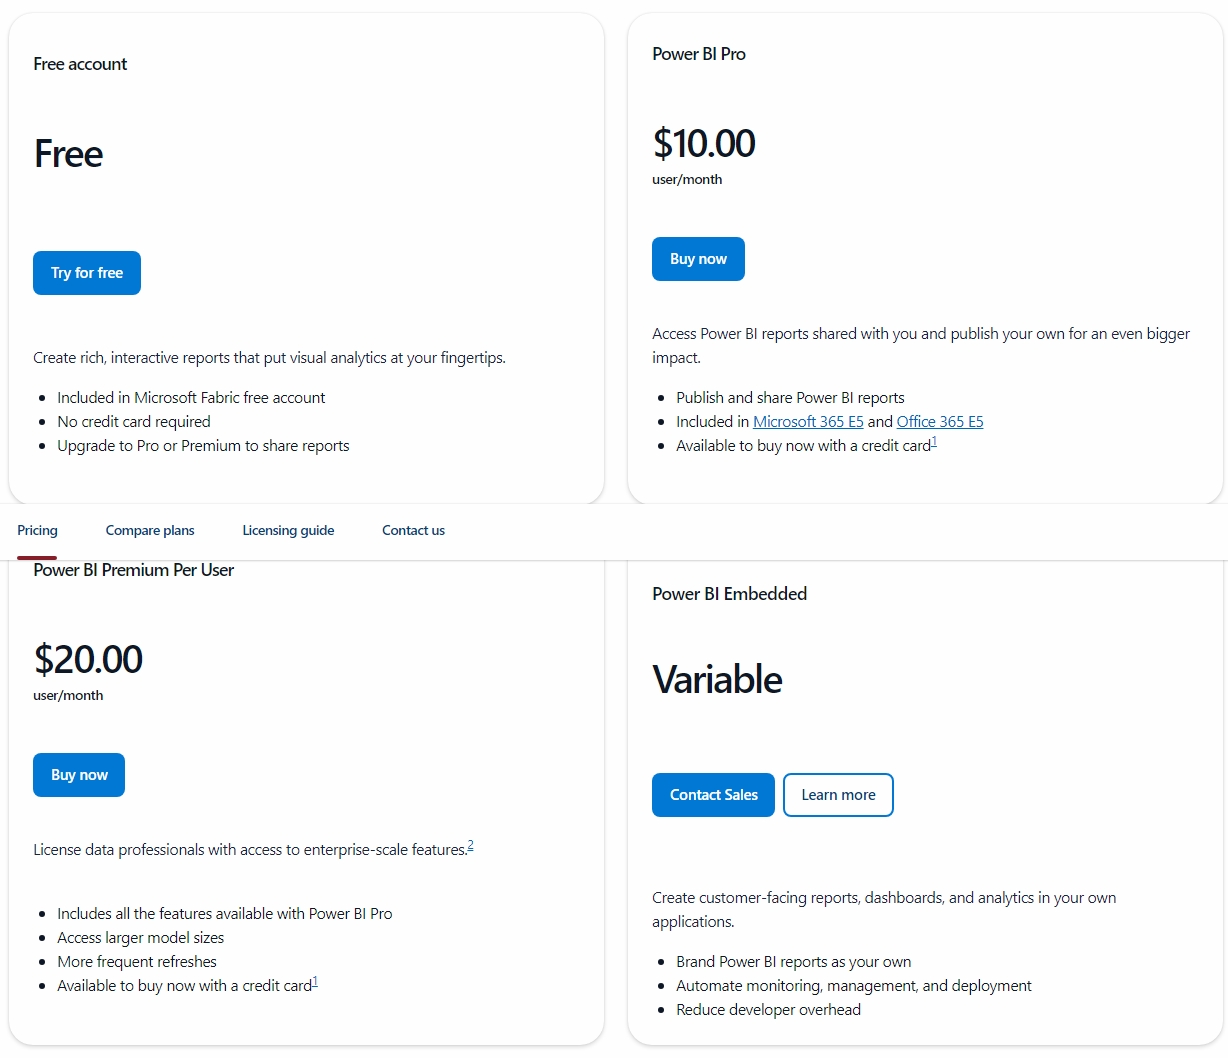 Free account
Free
Try for free
Create rich, interactive reports that put visual analytics at your fingertips.
Included in Microsoft Fabric free account
No credit card required
Upgrade to Pro or Premium to share reports
Power BI Pro
$10.00
user/month
Buy now
Access Power BI reports shared with you and publish your own for an even bigger
impact.
Publish and share Power BI reports
Included in Microsoft 365 E5 and Office 365 E5
Available to buy now with a credit card1
Pricing Compare plans Licensing guide Contact us
Power BI Premium Per User
$20.00
user/month
Buy now
License data professionals with access to enterprise-scale features.2
Includes all the features available with Power BI Pro
Access larger model sizes
More frequent refreshes
Available to buy now with a credit card1
Power BI Embedded
Variable
Contact Sales Learn more
Create customer-facing reports, dashboards, and analytics in your own
applications.
Brand Power BI reports as your own
Automate monitoring, management, and deployment
Reduce developer overhead